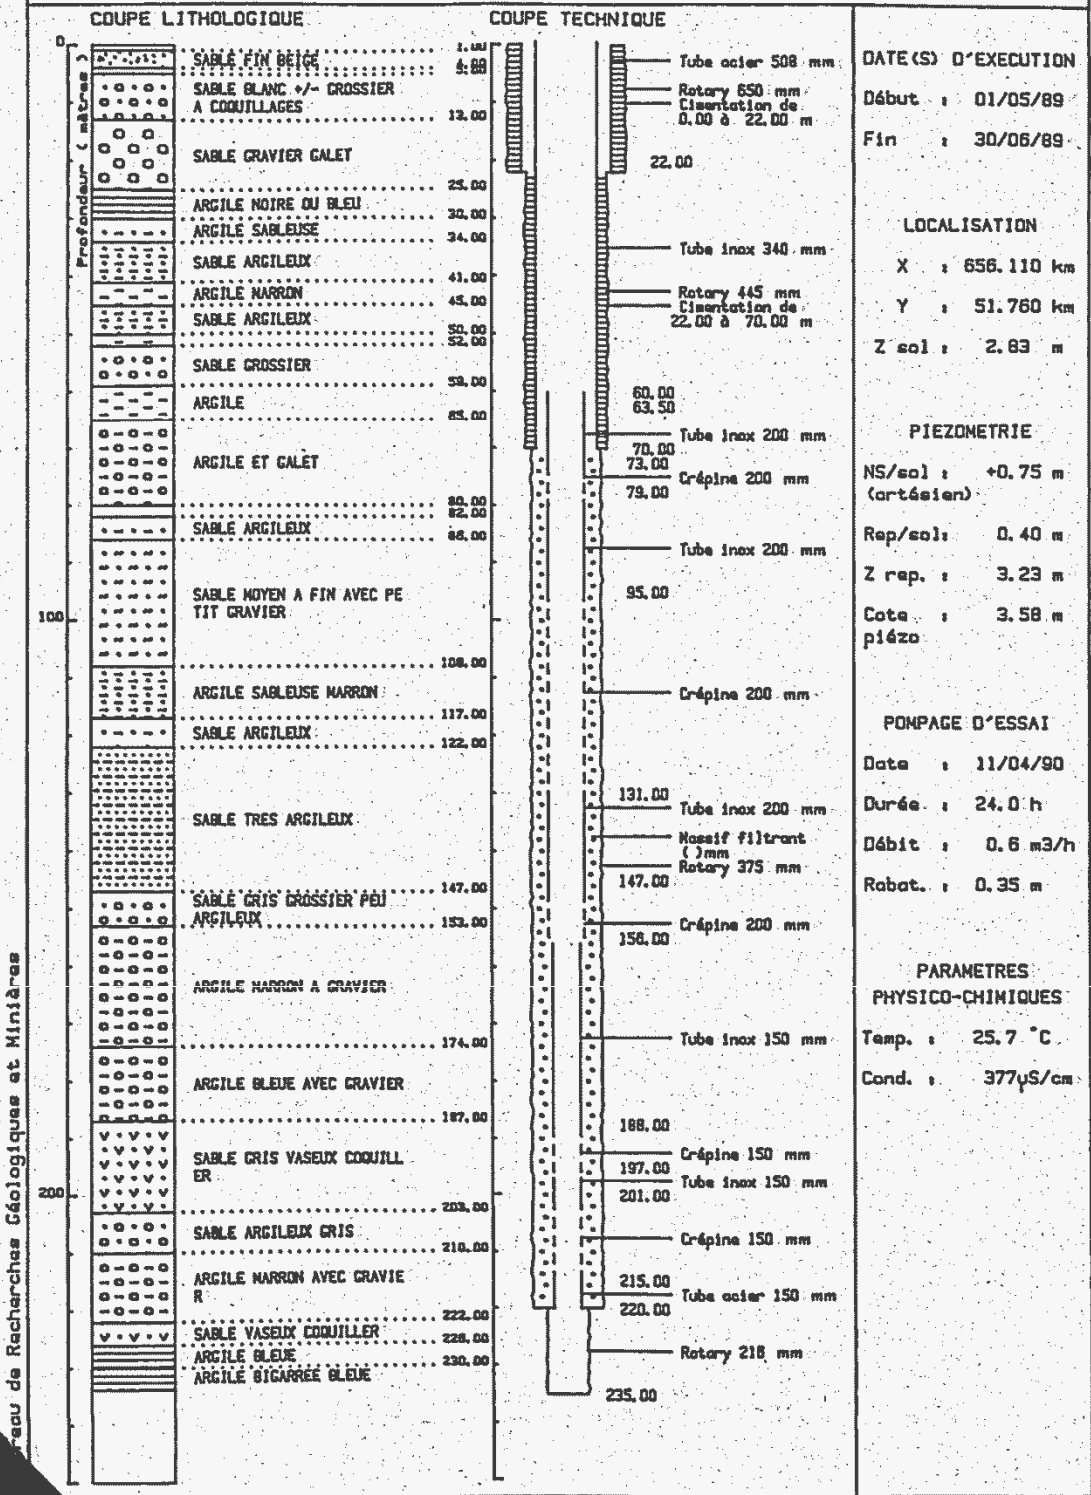 COUPE LITHOLOGIQUE
Profondeur ( mètres )
0
100
200
1.00
SABLE FIN BEIGE
4.00
5.00
SABLE BLANC +/- GROSSIER
A COQUILLAGES
13.00
SABLE GRAVIER GALET
25.00
ARGILE NOIRE OU BLEU
30.00
ARGILE SABLEUSE
34.00
SABLE ARGILEUX
41.00
ARGILE MARRON
45.00
SABLE ARGILEUX
50.00
52.00
SABLE GROSSIER
59.00
ARGILE
65.00
ARGILE ET GALET
80.00
82.00
SABLE ARGILEUX
86.00
SABLE MOYEN A FIN AVEC PE
TIT GRAVIER
108.00
ARGILE SABLEUSE MARRON
117.00
SABLE ARGILEUX
122.00
SABLE TRES ARGILEUX
147.00
SABLE GRIS GROSSIER PEU
ARGILEUX
153.00
ARGILE MARRON A GRAVIER
174.00
ARGILE BLEUE AVEC GRAVIER
187.00
SABLE GRIS VASEUX COQUILL
ER
203.00
SABLE ARGILEUX GRIS
210.00
ARGILE MARRON AVEC GRAVIE
R
222.00
SABLE VASEUX COQUILLER
226.00
ARGILE BLEUE
230.00
ARGILE BIGARREE BLEUE
COUPE TECHNIQUE
Tube acier 508 mm
Rotary 650 mm
Cimentation de
0.00 à 22.00 m
22.00
Tube inox 340 mm
Rotary 445 mm
Cimentation de
22.00 à 70.00 m
60.00
63.50
Tube inox 200 mm
70.00
73.00
Crépine 200 mm
79.00
Tube inox 200 mm
95.00
Crépine 200 mm
131.00
Tube inox 200 mm
Massif filtrant
( )mm
Rotary 375 mm
147.00
Crépine 200 mm
156.00
Tube inox 150 mm
188.00
Crépine 150 mm
197.00
Tube inox 150 mm
201.00
Crépine 150 mm
215.00
Tube acier 150 mm
220.00
Rotary 216 mm
235.00
DATE(S) D'EXECUTION
Début : 01/05/89
Fin : 30/06/89
LOCALISATION
X : 656.110 km
Y : 51.760 km
Z sol : 2.83 m
PIEZOMETRIE
NS/sol : +0.75 m
(artésien)
Rep/sol: 0.40 m
Z rep. : 3.23 m
Cote : 3.58 m
piézo
POMPAGE D'ESSAI
Date : 11/04/90
Durée : 24.0 h
Débit : 0.6 m3/h
Rabat. : 0.35 m
PARAMETRES
PHYSICO-CHIMIQUES
Temp. : 25.7 °C
Cond. : 377µS/cm
de Recherches Géologiques et Minières